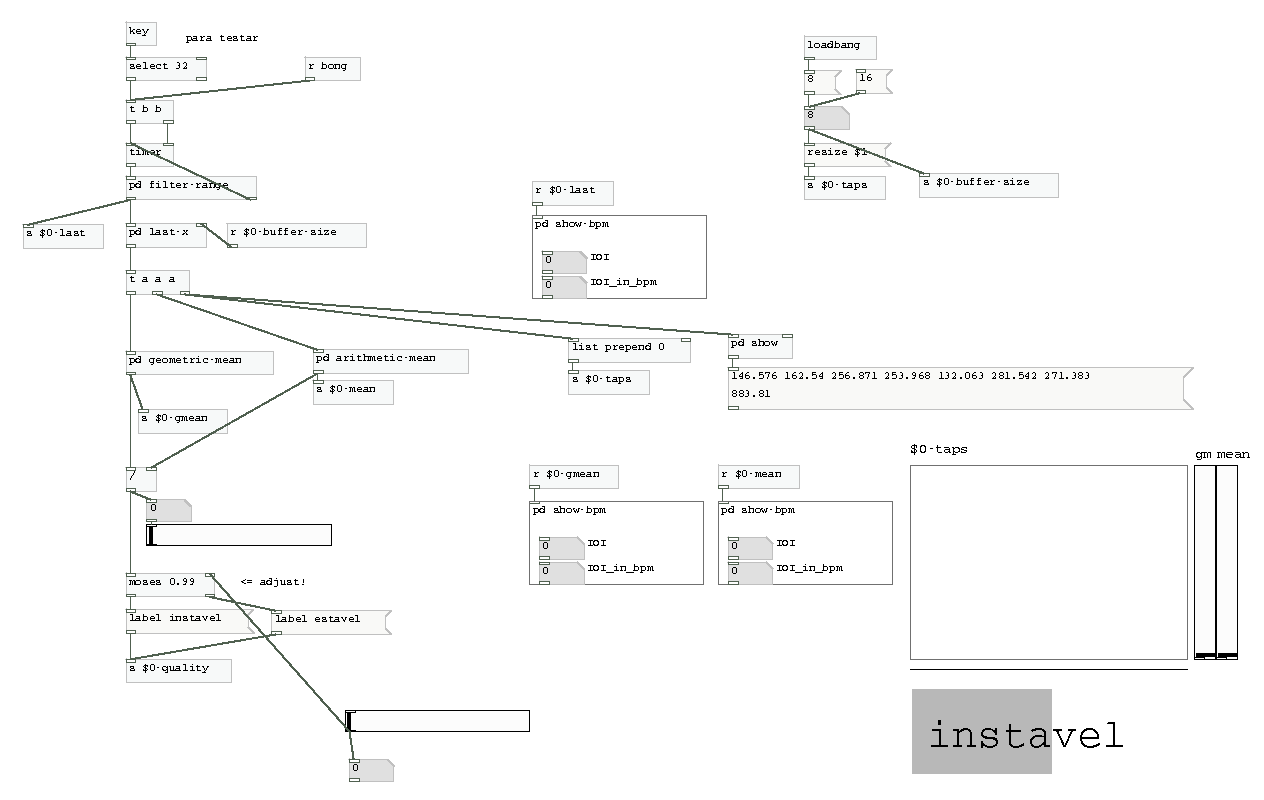 key
para testar
loadbang
select 32
r bong
8
16
t b b
8
timer
resize $1
pd filter-range
s $0-taps
s $0-buffer-size
r $0-last
s $0-last
pd last-x
r $0-buffer-size
pd show-bpm
0
IOI
t a a a
0
IOI_in_bpm
pd geometric-mean
pd arithmetic-mean
list prepend 0
pd show
s $0-mean
s $0-taps
146.576 162.54 256.871 253.968 132.063 281.542 271.383
883.81
s $0-gmean
$0-taps
gm mean
/
r $0-gmean
r $0-mean
0
pd show-bpm
pd show-bpm
0
IOI
0
IOI
0
IOI_in_bpm
0
IOI_in_bpm
moses 0.99
<= adjust!
label instavel
label estavel
s $0-quality
instavel
0